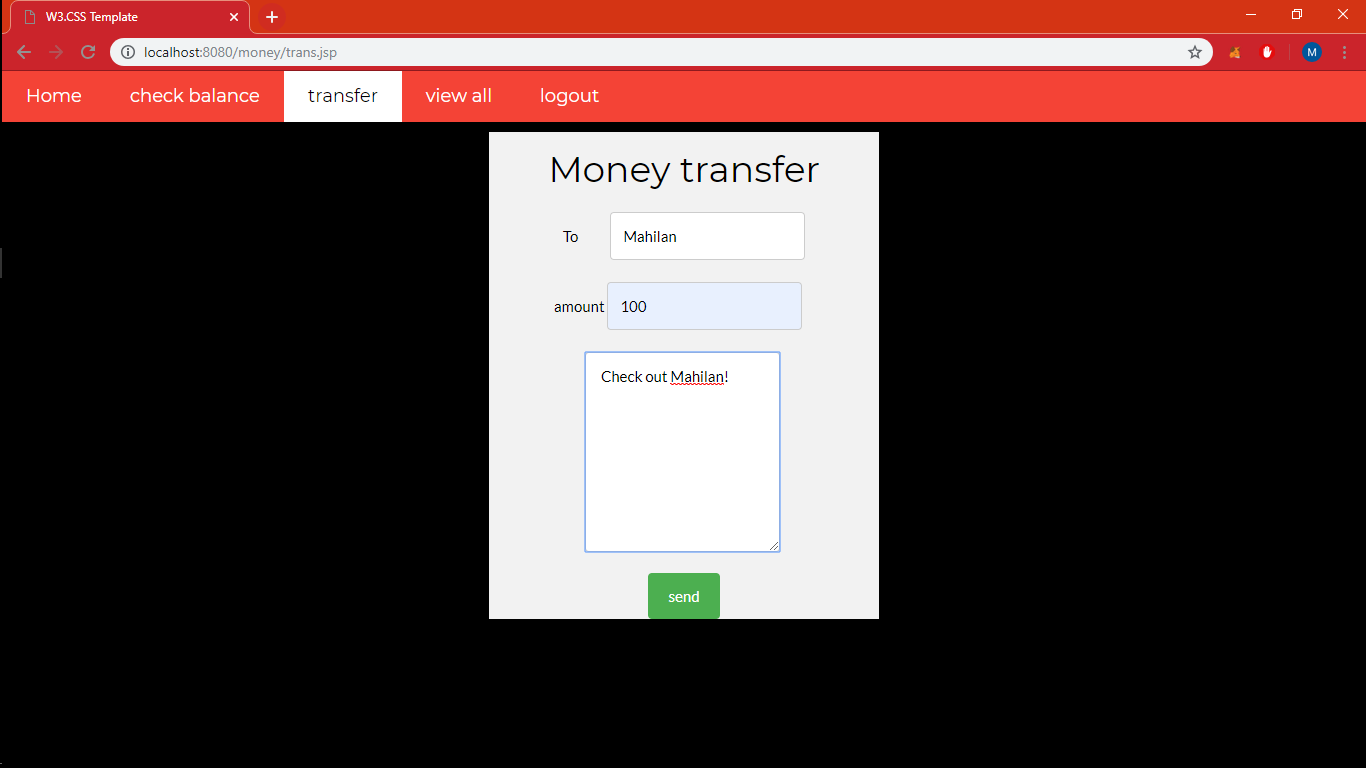 W3.CSS Template
localhost:8080/money/trans.jsp
M
Home check balance transfer view all logout
Money transfer
To Mahilan
amount 100
Check out Mahilan!
send